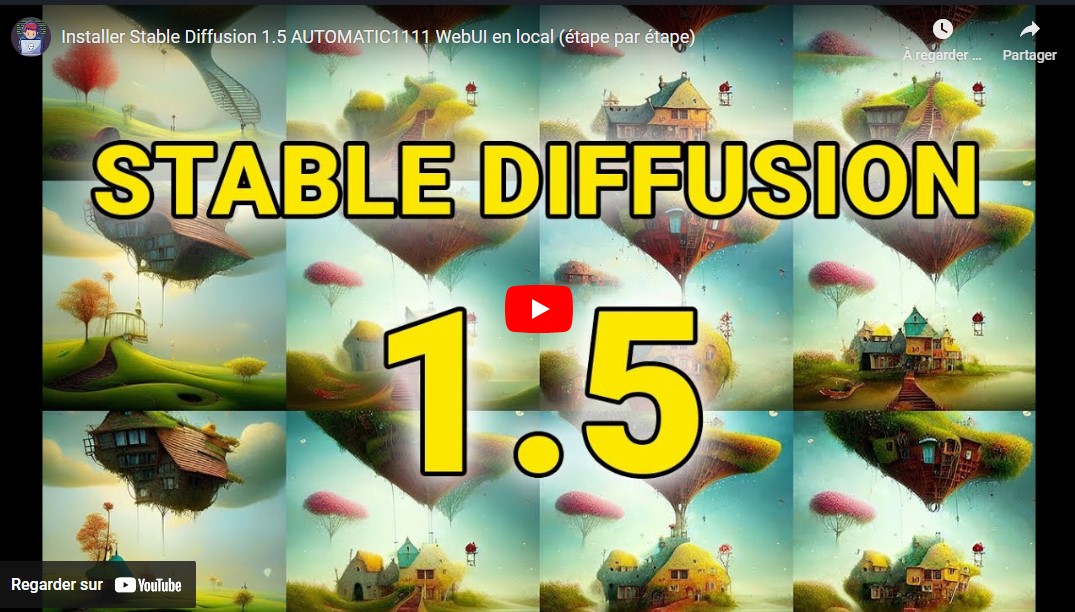 Installer Stable Diffusion 1.5 AUTOMATIC1111 WebUI en local (étape par étape)
À regarder ...
Partager
STABLE DIFFUSION
1.5
Regarder sur YouTube